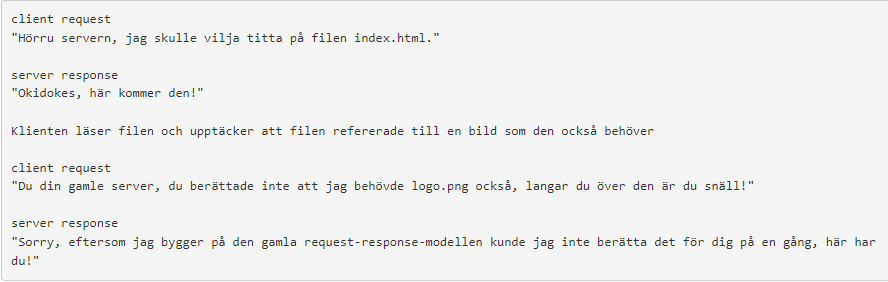 client request
"Hörru servern, jag skulle vilja titta på filen index.html."
server response
"Okidokes, här kommer den!"
Klienten läser filen och upptäcker att filen refererade till en bild som den också behöver
client request
"Du din gamle server, du berättade inte att jag behövde logo.png också, langar du över den är du snäll!"
server response
"Sorry, eftersom jag bygger på den gamla request-response-modellen kunde jag inte berätta det för dig på en gång, här har
du!"